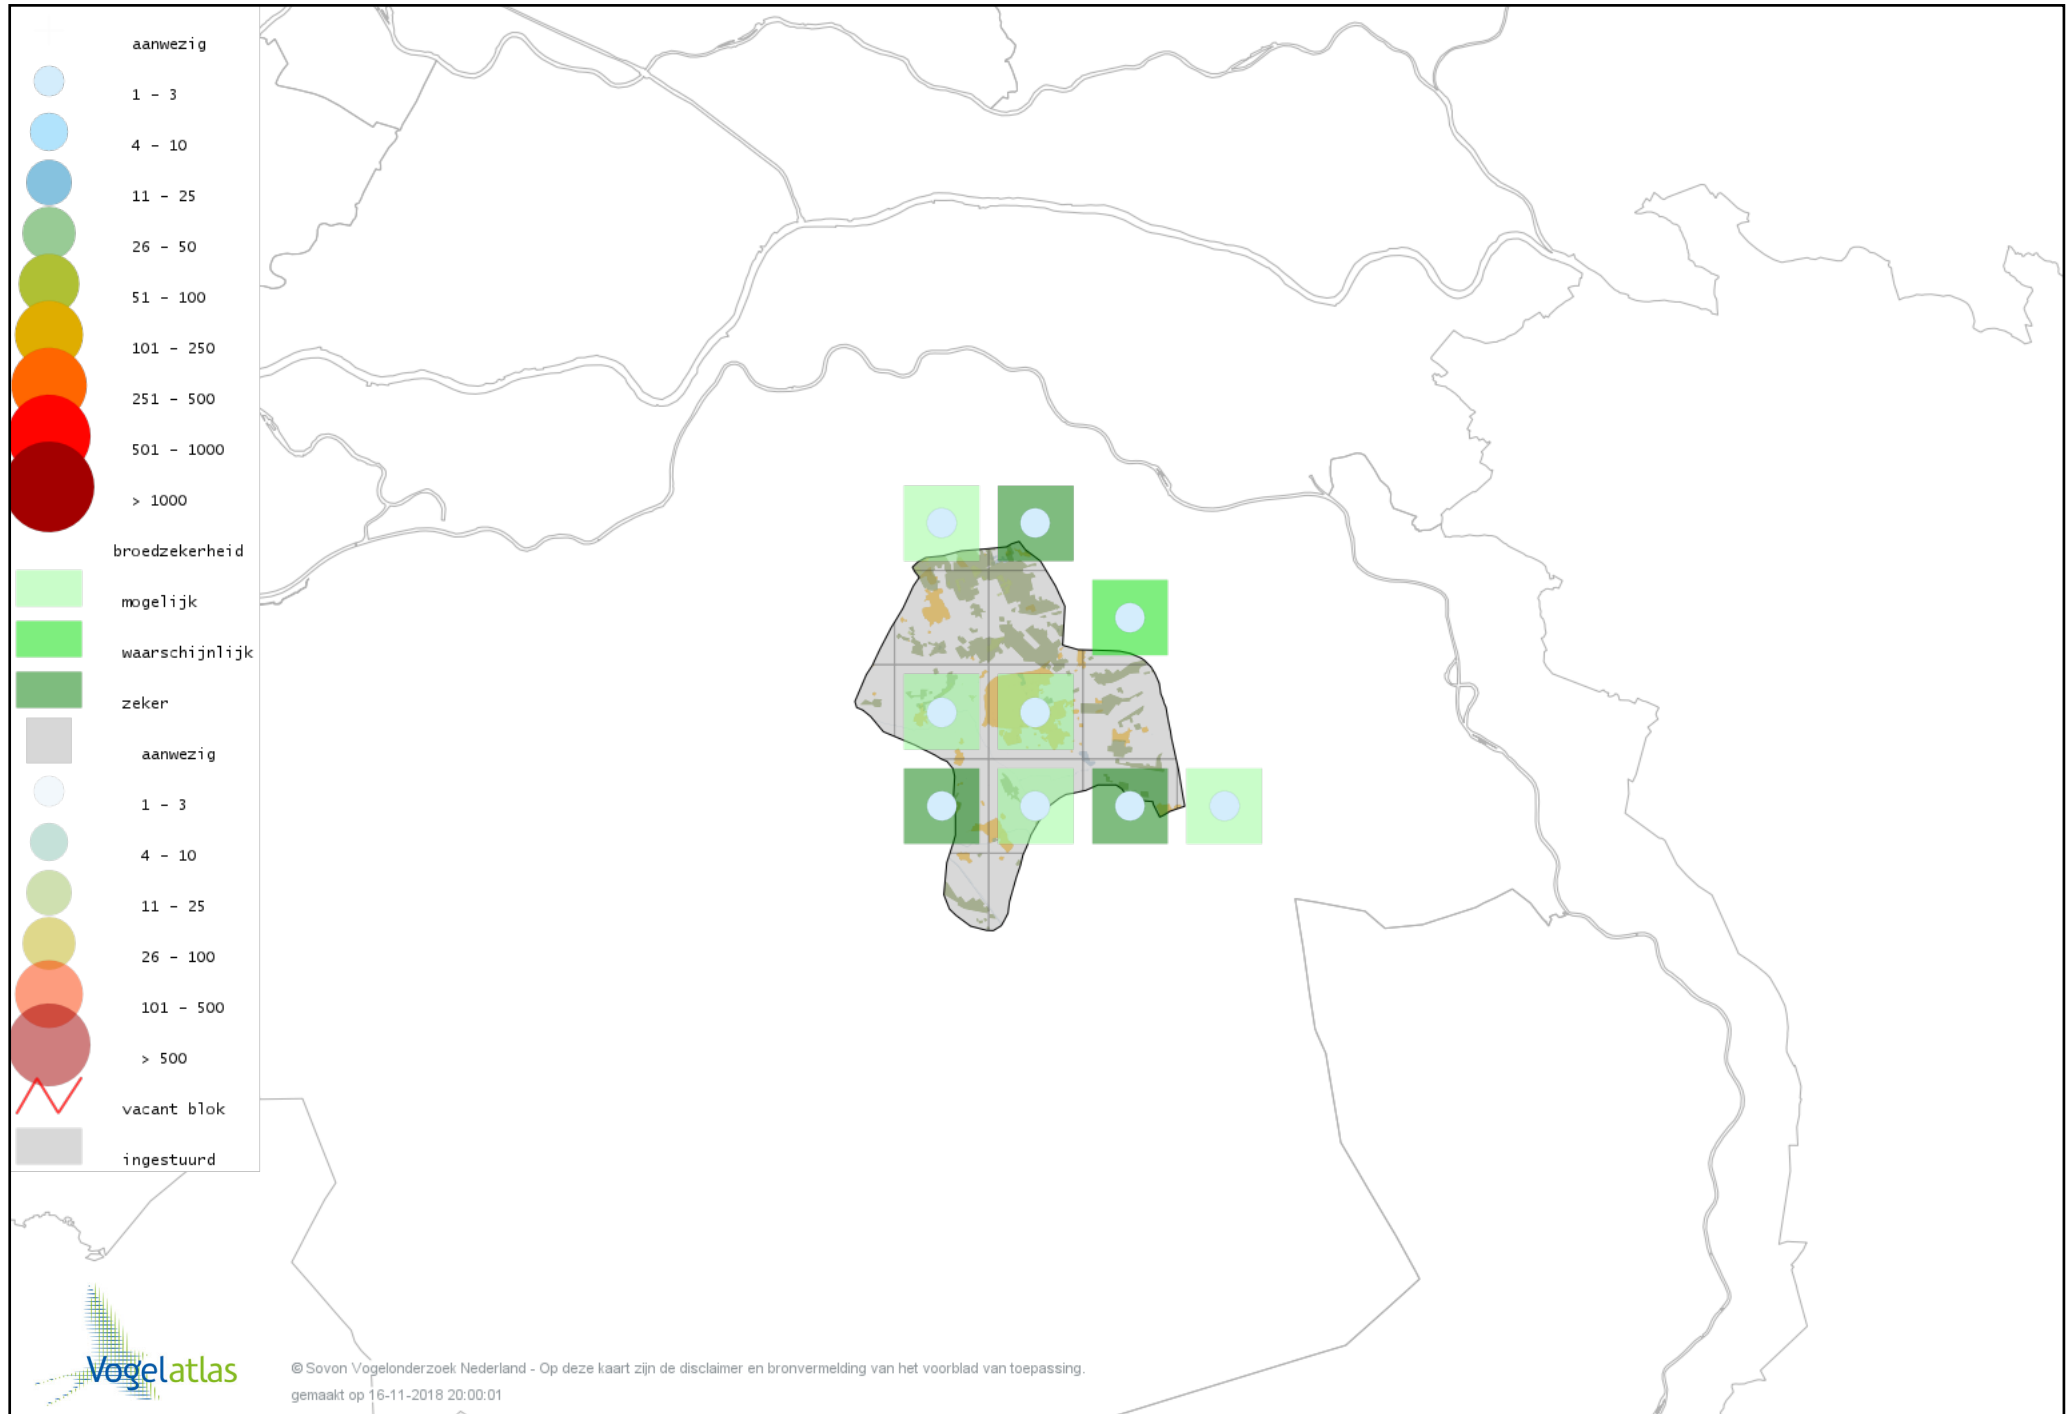 aanwezig
1 - 3
4 - 10
11 - 25
26 - 50
51 - 100
101 - 250
251 - 500
501 - 1000
> 1000
broedzekerheid
mogelijk
waarschijnlijk
zeker
aanwezig
1 - 3
4 - 10
11 - 25
26 - 100
101 - 500
> 500
vacant blok
ingestuurd
Vogelatlas
© Sovon Vogelonderzoek Nederland - Op deze kaart zijn de disclaimer en bronvermelding van het voorblad van toepassing.
gemaakt op 16-11-2018 20:00:01